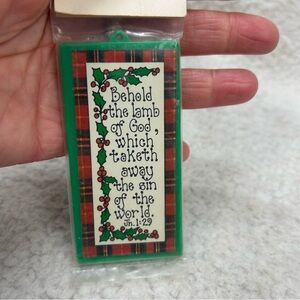 Behold
the lamb
of God,
which
taketh
away
the sin
of the
world.
Jn. 1:29